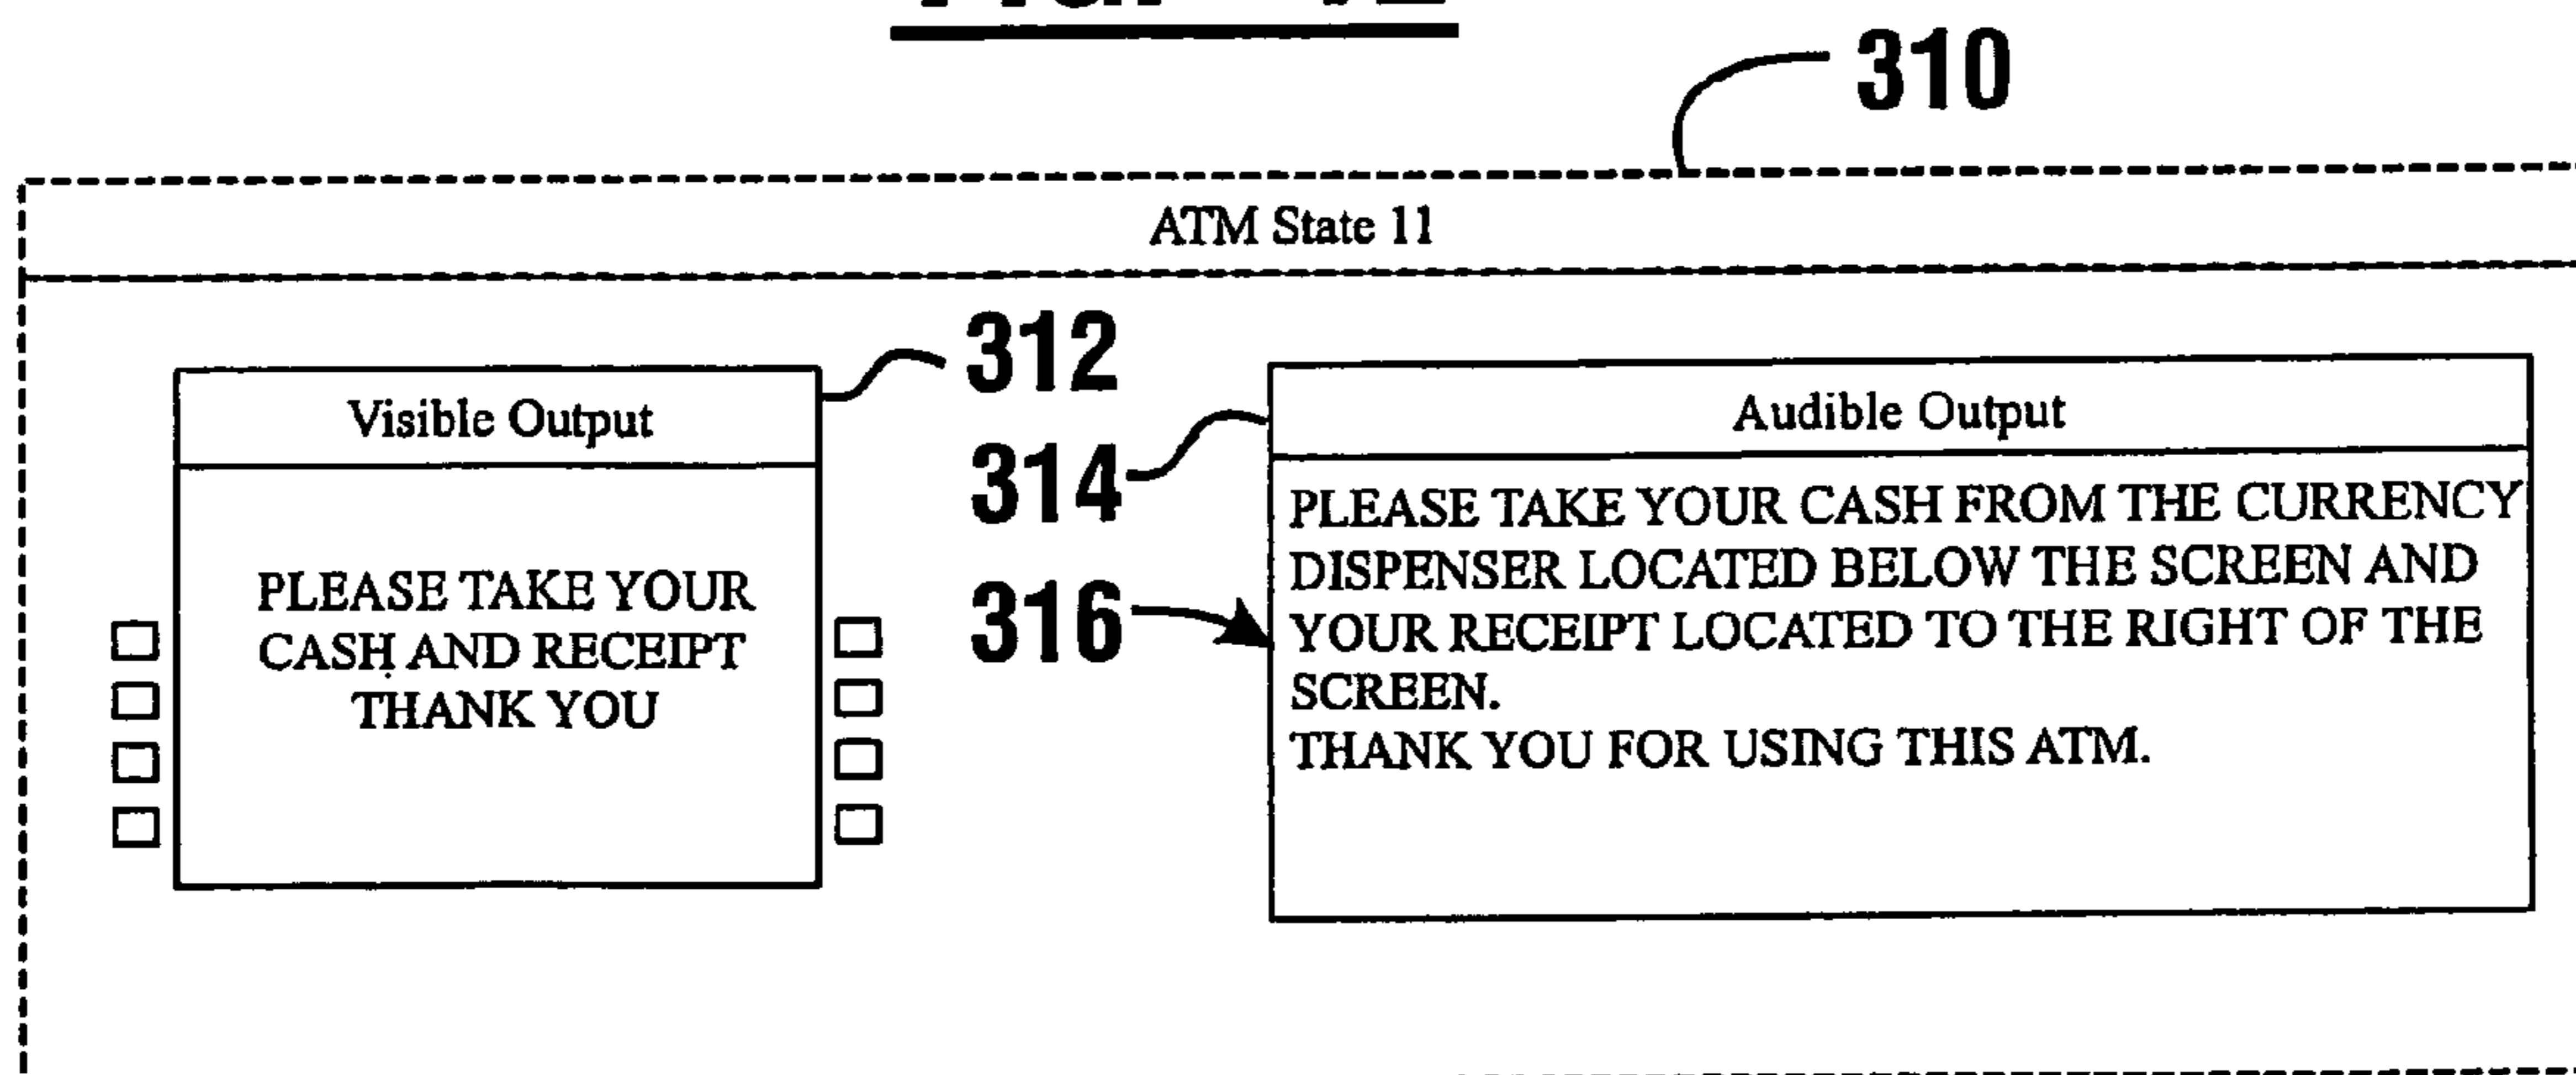 310
ATM State 11
312
Visible Output
PLEASE TAKE YOUR
CASH AND RECEIPT
THANK YOU
314
316
Audible Output
PLEASE TAKE YOUR CASH FROM THE CURRENCY
DISPENSER LOCATED BELOW THE SCREEN AND
YOUR RECEIPT LOCATED TO THE RIGHT OF THE
SCREEN.
THANK YOU FOR USING THIS ATM.